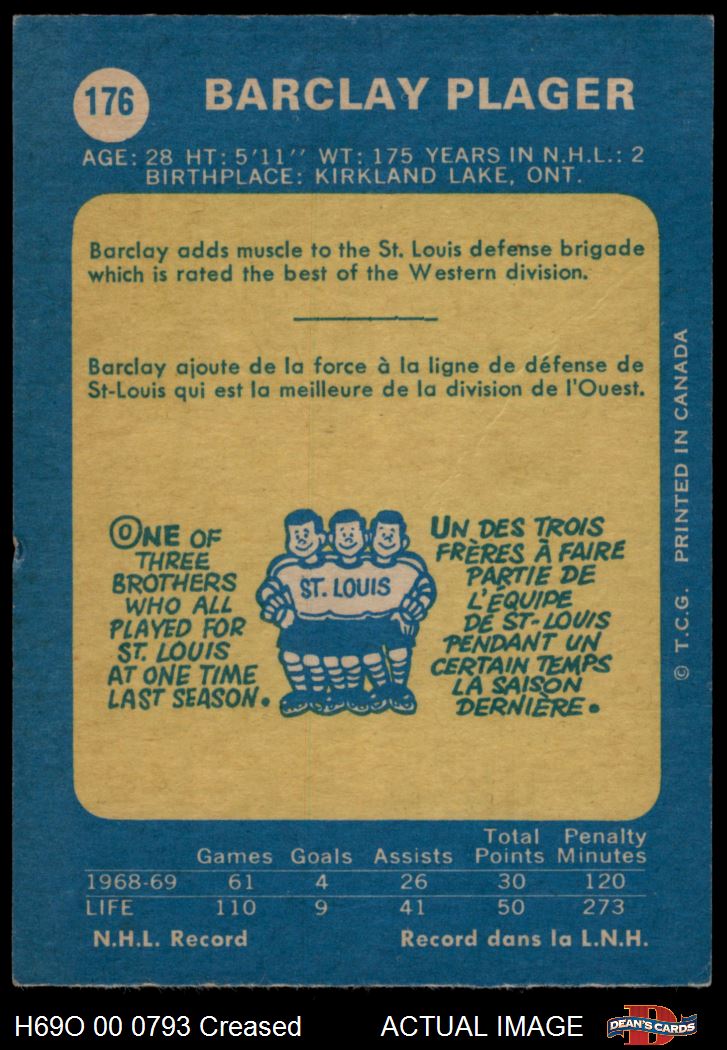 176
BARCLAY PLAGER
AGE: 28 HT: 5'11'' WT: 175 YEARS IN N.H.L.: 2
BIRTHPLACE: KIRKLAND LAKE, ONT.
Barclay adds muscle to the St. Louis defense brigade
which is rated the best of the Western division.
Barclay ajoute de la force à la ligne de défense de
St-Louis qui est la meilleure de la division de l'Ouest.
ONE OF
THREE
BROTHERS
WHO ALL
PLAYED FOR
ST. LOUIS
AT ONE TIME
LAST SEASON.
ST. LOUIS
UN DES TROIS
FRÈRES À FAIRE
PARTIE DE
L'ÉQUIPE
DE ST-LOUIS
PENDANT UN
CERTAIN TEMPS
LA SAISON
DERNIÈRE.
© T.C.G. PRINTED IN CANADA
Total Penalty
Games Goals Assists Points Minutes
1968-69 61 4 26 30 120
LIFE 110 9 41 50 273
N.H.L. Record Record dans la L.N.H.
H69O 00 0793 Creased ACTUAL IMAGE
D
DEAN'S CARDS